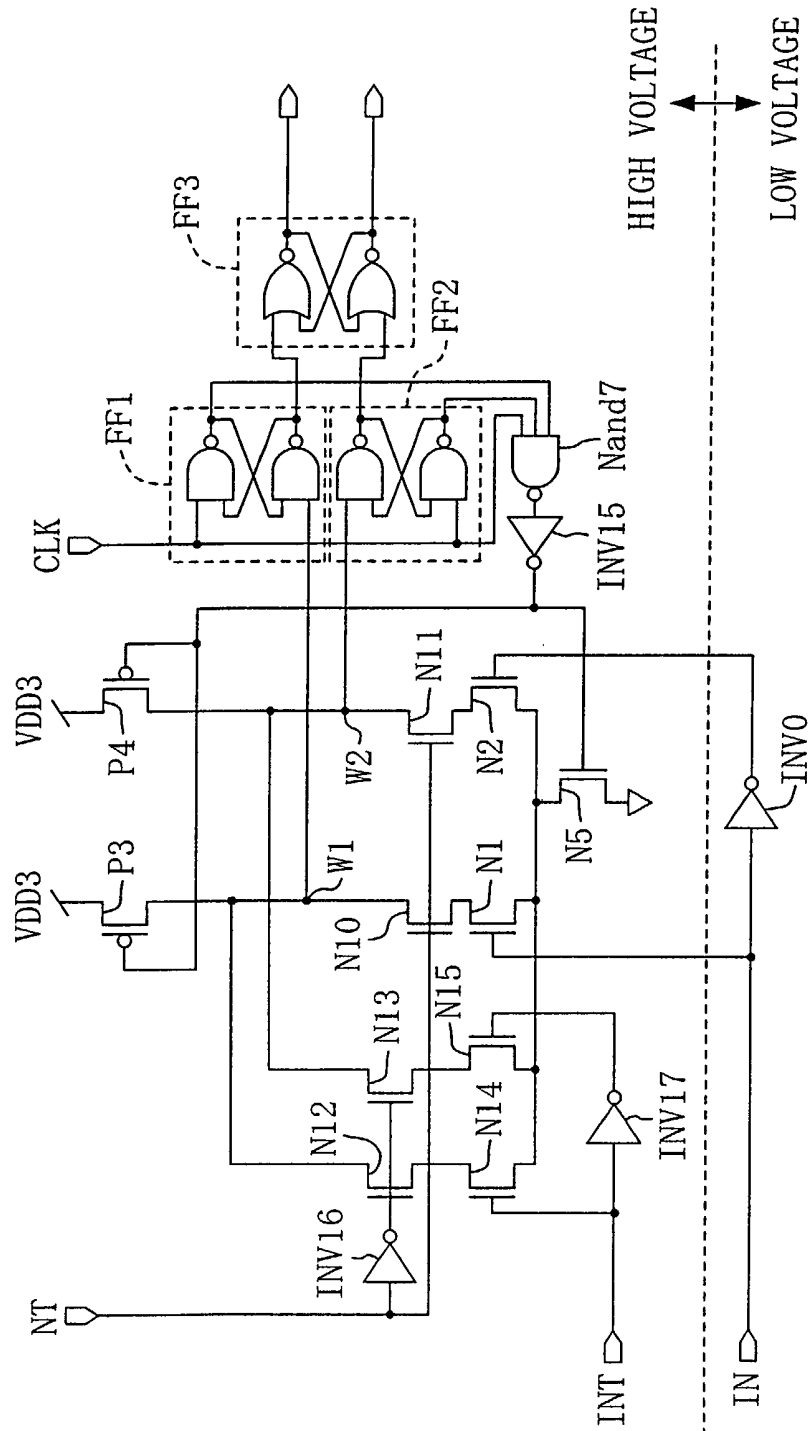 HIGH VOLTAGE
LOW VOLTAGE
FF3
FF2
FF1
Nand7
CLK
INV15
VDD3
P4
N11
N2
W2
N5
INV0
VDD3
P3
W1
N1
N10
N13
N15
N12
N14
INV17
INV16
NT
INT
IN